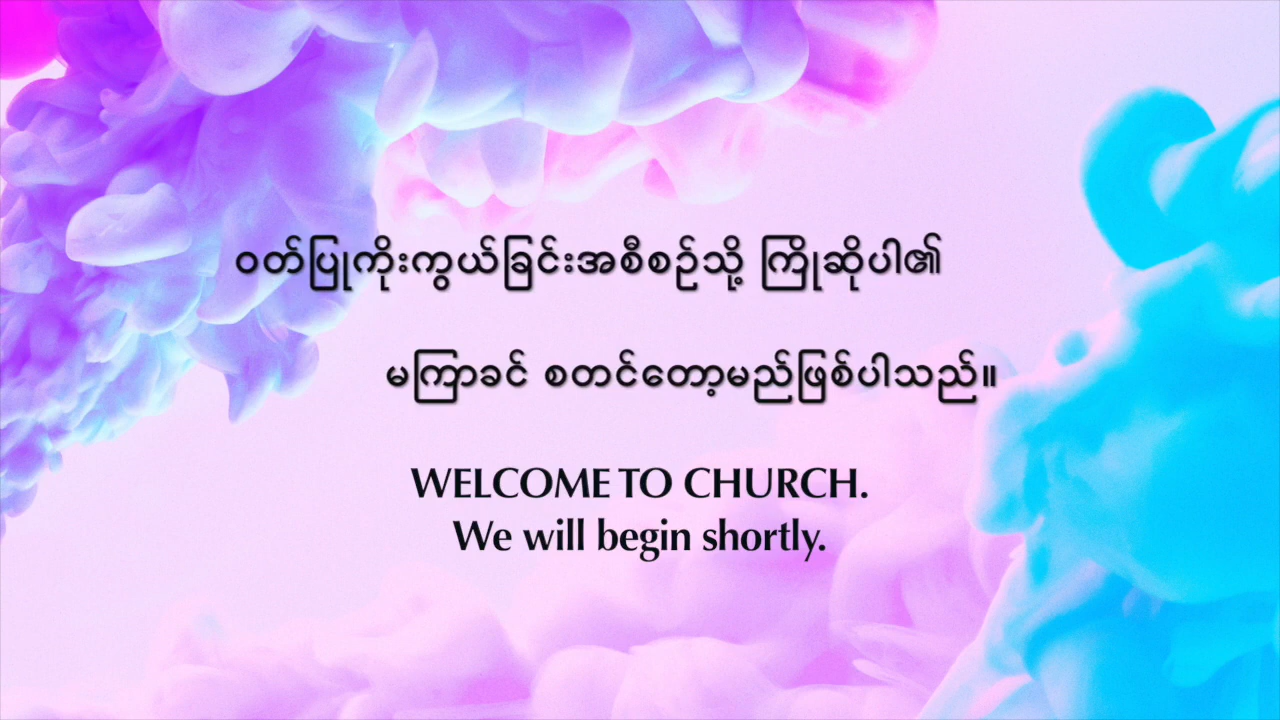 ဝတ်ပြုကိုးကွယ်ခြင်းအစီစဉ်သို့ ကြိုဆိုပါ၏
မကြာခင် စတင်တော့မည်ဖြစ်ပါသည်။
WELCOME TO CHURCH.
We will begin shortly.